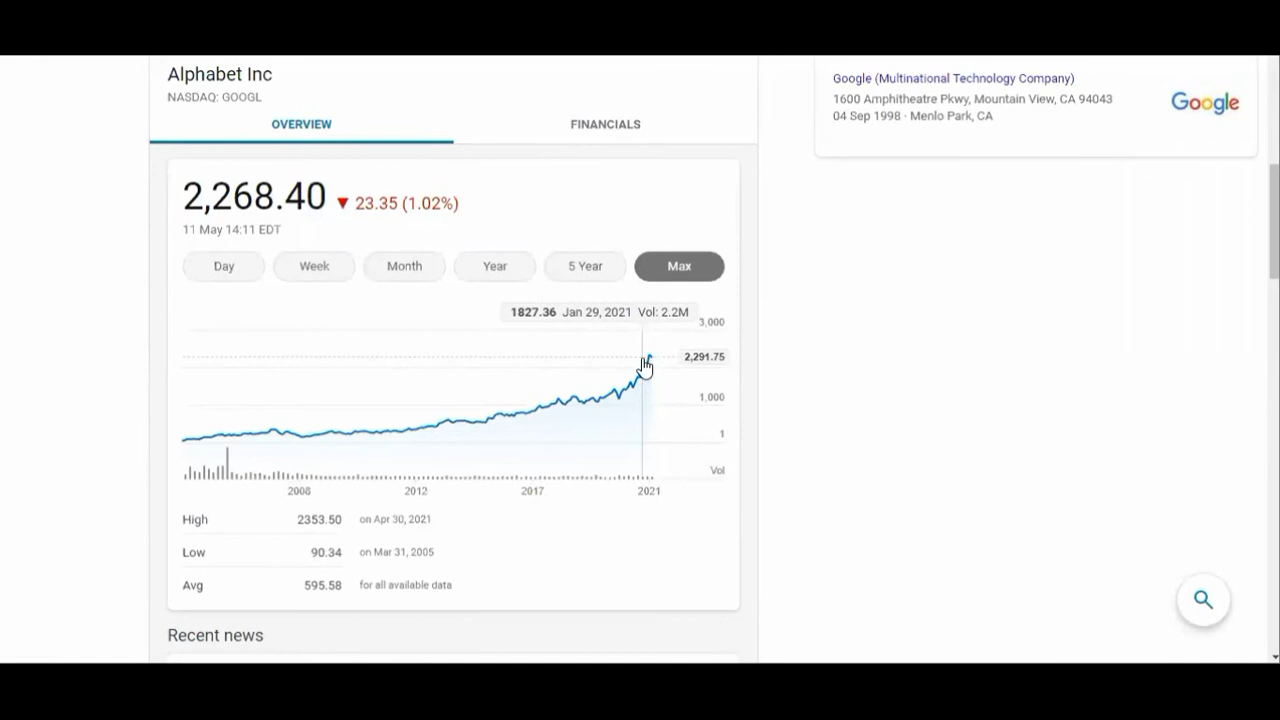 Alphabet Inc
NASDAQ: GOOGL
OVERVIEW
FINANCIALS
2,268.40 ▼ 23.35 (1.02%)
11 May 14:11 EDT
Day
Week
Month
Year
5 Year
Max
1827.36 Jan 29, 2021 Vol: 2.2M
3,000
2,291.75
1,000
1
Vol
2008
2012
2017
2021
High 2353.50 on Apr 30, 2021
Low 90.34 on Mar 31, 2005
Avg 595.58 for all available data
Recent news
Google (Multinational Technology Company)
1600 Amphitheatre Pkwy, Mountain View, CA 94043
04 Sep 1998 · Menlo Park, CA
Google